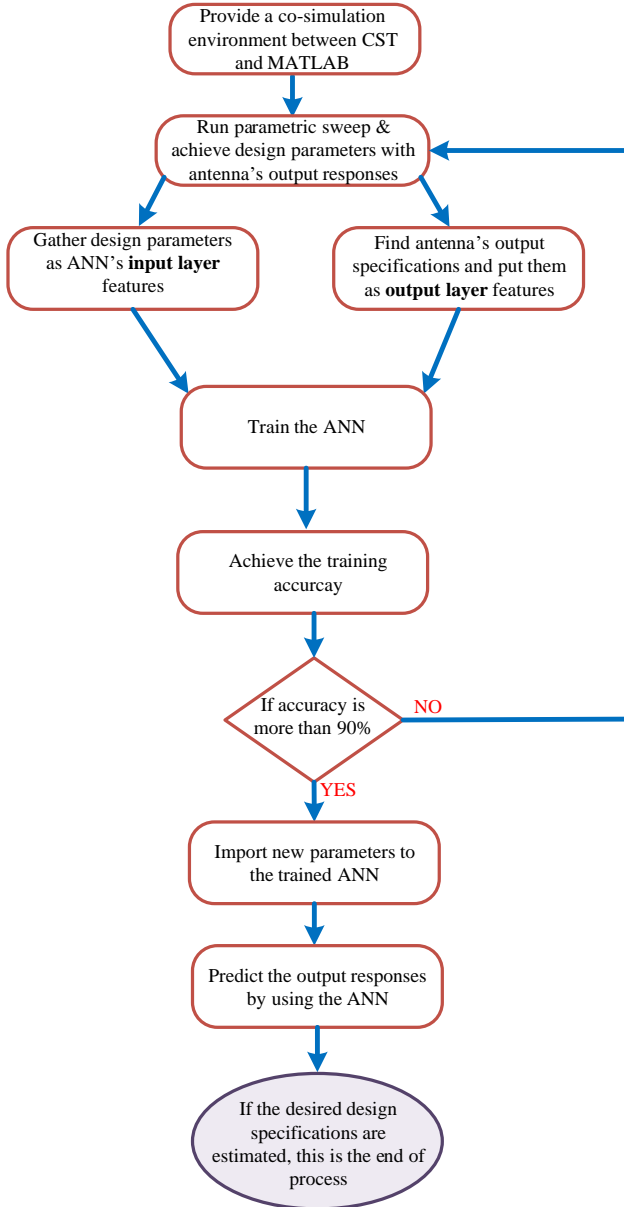 Provide a co-simulation
environment between CST
and MATLAB
Run parametric sweep &
achieve design parameters with
antenna’s output responses
Gather design parameters
as ANN’s input layer
features
Find antenna’s output
specifications and put them
as output layer features
Train the ANN
Achieve the training
accurcay
If accuracy is
more than 90%
NO
YES
Import new parameters to
the trained ANN
Predict the output responses
by using the ANN
If the desired design
specifications are
estimated, this is the end of
process